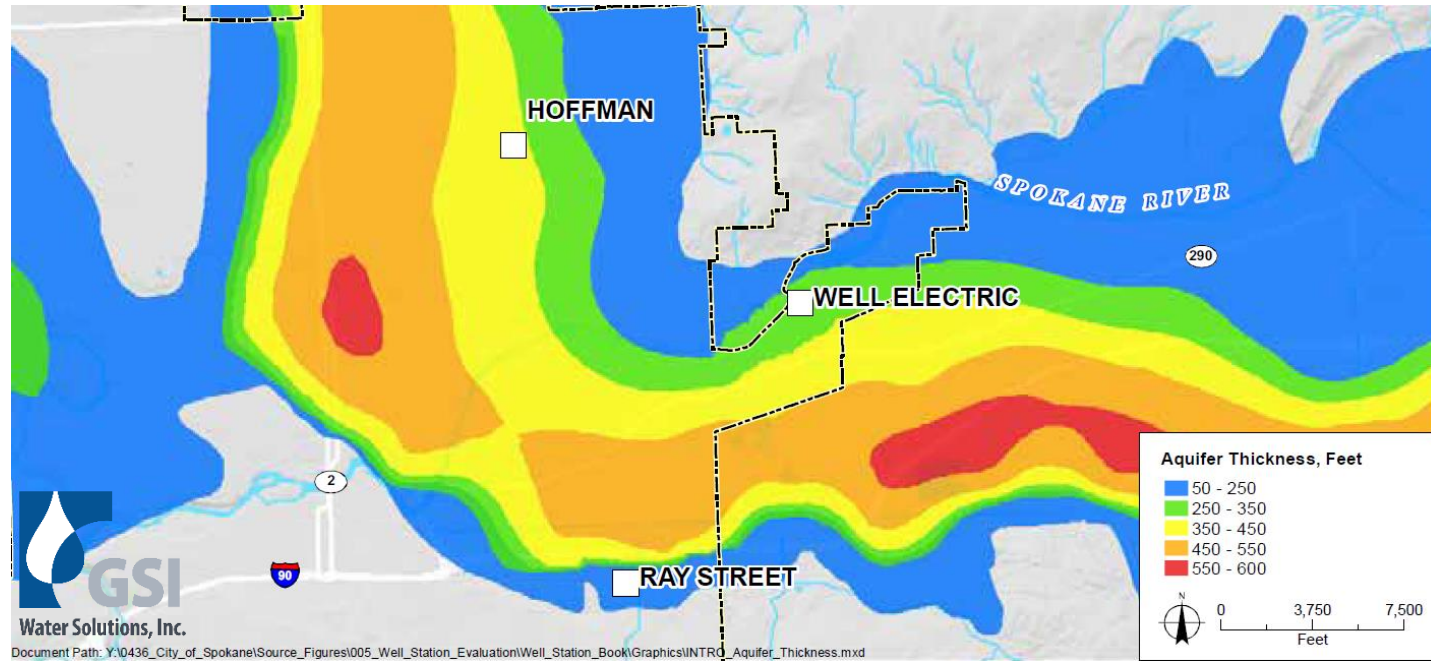 HOFFMAN
SPOKANE RIVER
290
WELL ELECTRIC
2
90
RAY STREET
GSI
Water Solutions, Inc.
Aquifer Thickness, Feet
50 - 250
250 - 350
350 - 450
450 - 550
550 - 600
N
0 3,750 7,500
Feet
Document Path: Y:\0436_City_of_Spokane\Source_Figures\005_Well_Station_Evaluation\Well_Station_Book\Graphics\INTRO_Aquifer_Thickness.mxd